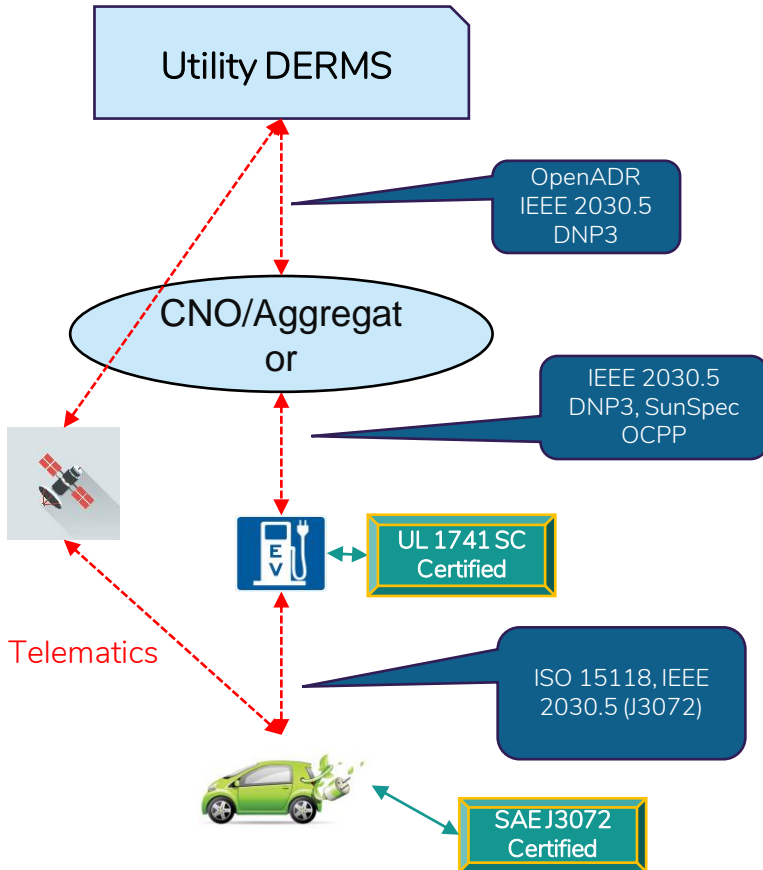 Utility DERMS
OpenADR
IEEE 2030.5
DNP3
CNO/Aggregat
or
IEEE 2030.5
DNP3, SunSpec
OCPP
E
V
UL 1741 SC
Certified
Telematics
ISO 15118, IEEE
2030.5 (J3072)
SAE J3072
Certified